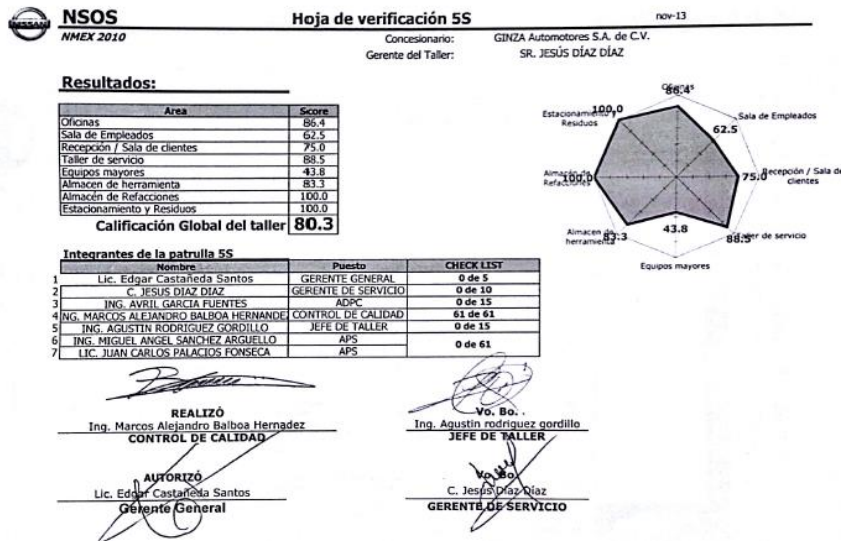 NISSAN
NSOS
Hoja de verificación 5S
nov-13
NMEX 2010
Concesionario: GINZA Automotores S.A. de C.V.
Gerente del Taller: SR. JESÚS DÍAZ DÍAZ
Resultados:
Area Score
Oficinas 86.4
Sala de Empleados 62.5
Recepción / Sala de clientes 75.0
Taller de servicio 88.5
Equipos mayores 43.8
Almacen de herramienta 83.3
Almacén de Refacciones 100.0
Estacionamiento y Residuos 100.0
Calificación Global del taller 80.3
Oficinas
86.4
Sala de Empleados
62.5
Recepción / Sala de
clientes
75.0
Taller de servicio
88.5
Equipos mayores
43.8
Almacen de
herramienta
83.3
Almacén de
Refacciones
100.0
Estacionamiento y
Residuos
100.0
Integrantes de la patrulla 5S
Nombre Puesto CHECK LIST
1 Lic. Edgar Castañeda Santos GERENTE GENERAL 0 de 5
2 C. JESUS DIAZ DIAZ GERENTE DE SERVICIO 0 de 10
3 ING. AVRIL GARCIA FUENTES ADPC 0 de 15
4 NG. MARCOS ALEJANDRO BALBOA HERNANDE CONTROL DE CALIDAD 61 de 61
5 ING. AGUSTIN RODRIGUEZ GORDILLO JEFE DE TALLER 0 de 15
6 ING. MIGUEL ANGEL SANCHEZ ARGUELLO APS 0 de 61
7 LIC. JUAN CARLOS PALACIOS FONSECA APS
REALIZÓ
Ing. Marcos Alejandro Balboa Hernadez
CONTROL DE CALIDAD
Vo. Bo. .
Ing. Agustin rodriguez gordillo
JEFE DE TALLER
AUTORIZÓ
Lic. Edgar Castañeda Santos
Gerente General
Vo. Bo.
C. Jesús Díaz Díaz
GERENTE DE SERVICIO